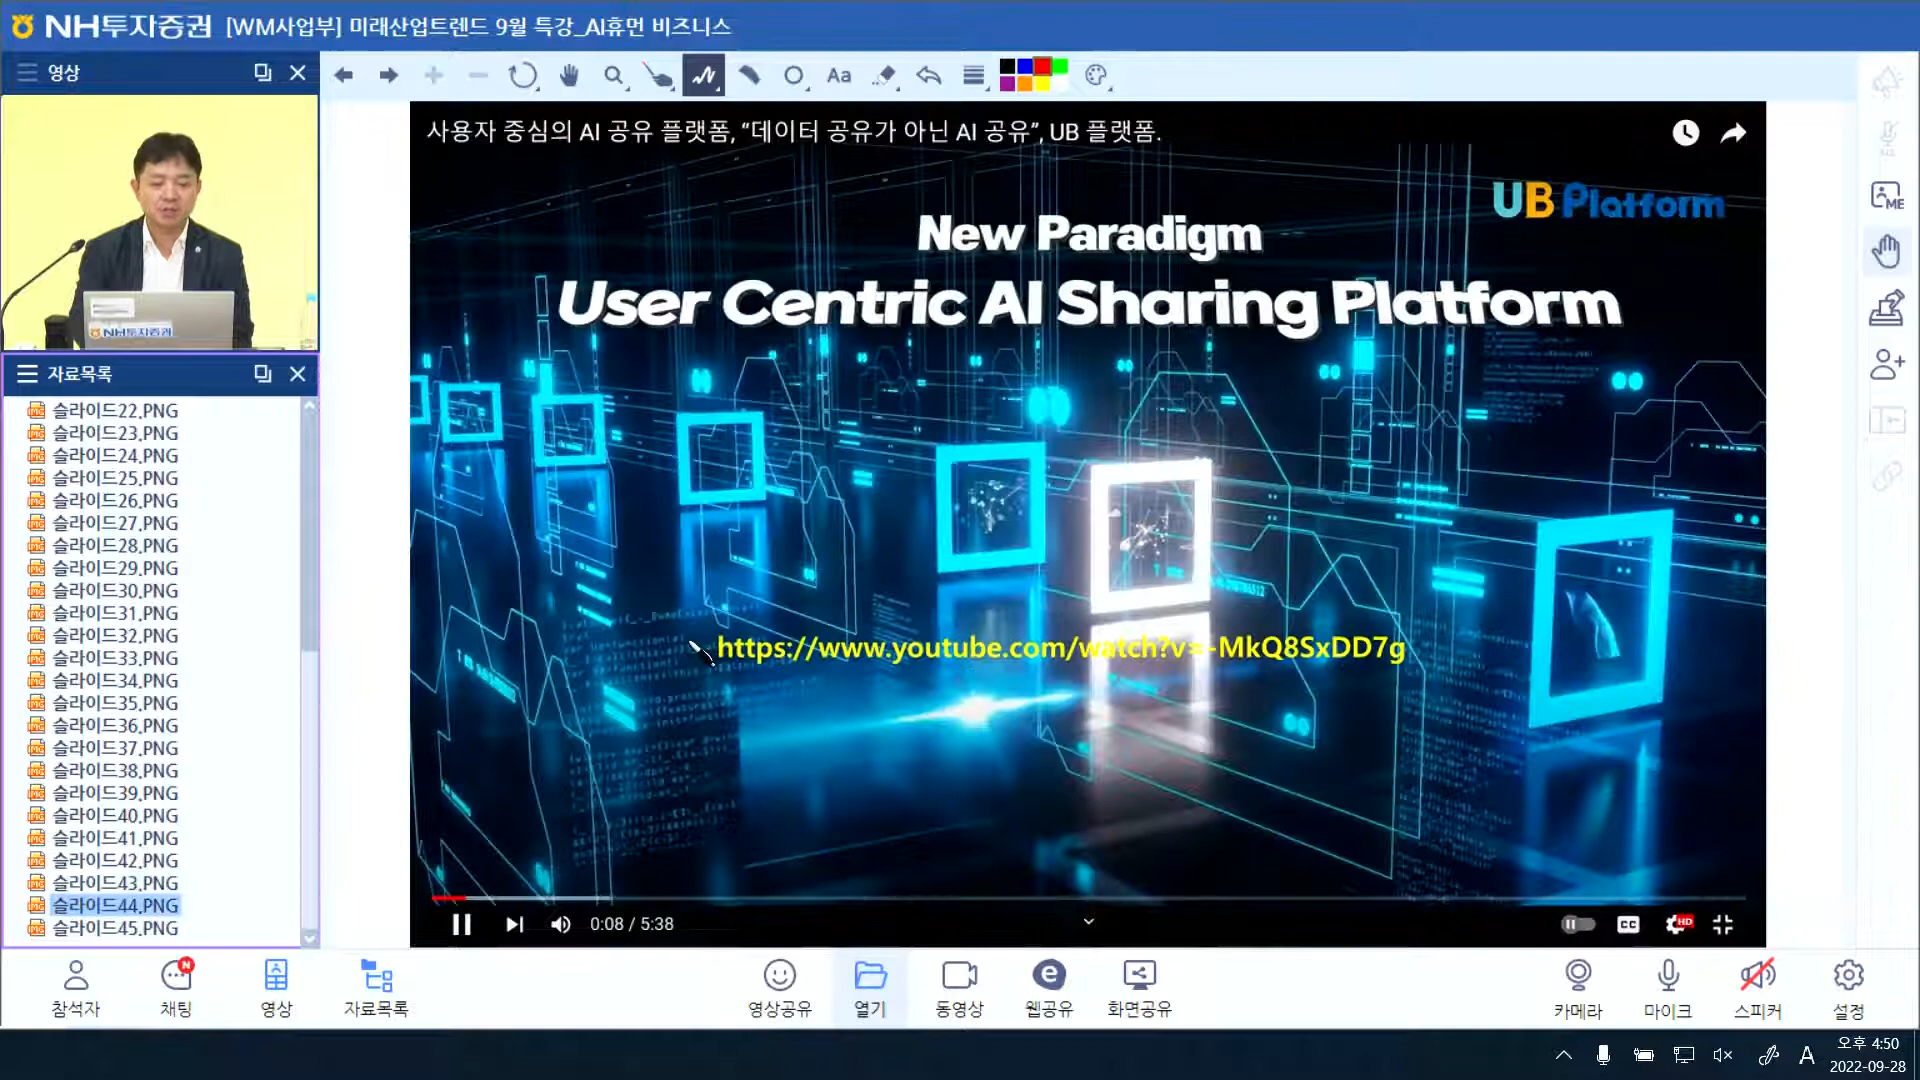 NH투자증권 [WM사업부] 미래산업트렌드 9월 특강_AI휴먼 비즈니스
영상
NH투자증권
자료목록
슬라이드22.PNG
슬라이드23.PNG
슬라이드24.PNG
슬라이드25.PNG
슬라이드26.PNG
슬라이드27.PNG
슬라이드28.PNG
슬라이드29.PNG
슬라이드30.PNG
슬라이드31.PNG
슬라이드32.PNG
슬라이드33.PNG
슬라이드34.PNG
슬라이드35.PNG
슬라이드36.PNG
슬라이드37.PNG
슬라이드38.PNG
슬라이드39.PNG
슬라이드40.PNG
슬라이드41.PNG
슬라이드42.PNG
슬라이드43.PNG
슬라이드44.PNG
슬라이드45.PNG
Aa
사용자 중심의 AI 공유 플랫폼, “데이터 공유가 아닌 AI 공유”, UB 플랫폼.
UB Platform
New Paradigm
User Centric AI Sharing Platform
https://www.youtube.com/watch?v=-MkQ8SxDD7g
0:08 / 5:38
CC
HD
ME
참석자
N
채팅
영상
자료목록
영상공유
열기
동영상
웹공유
화면공유
카메라
마이크
스피커
설정
A
오후 4:50
2022-09-28